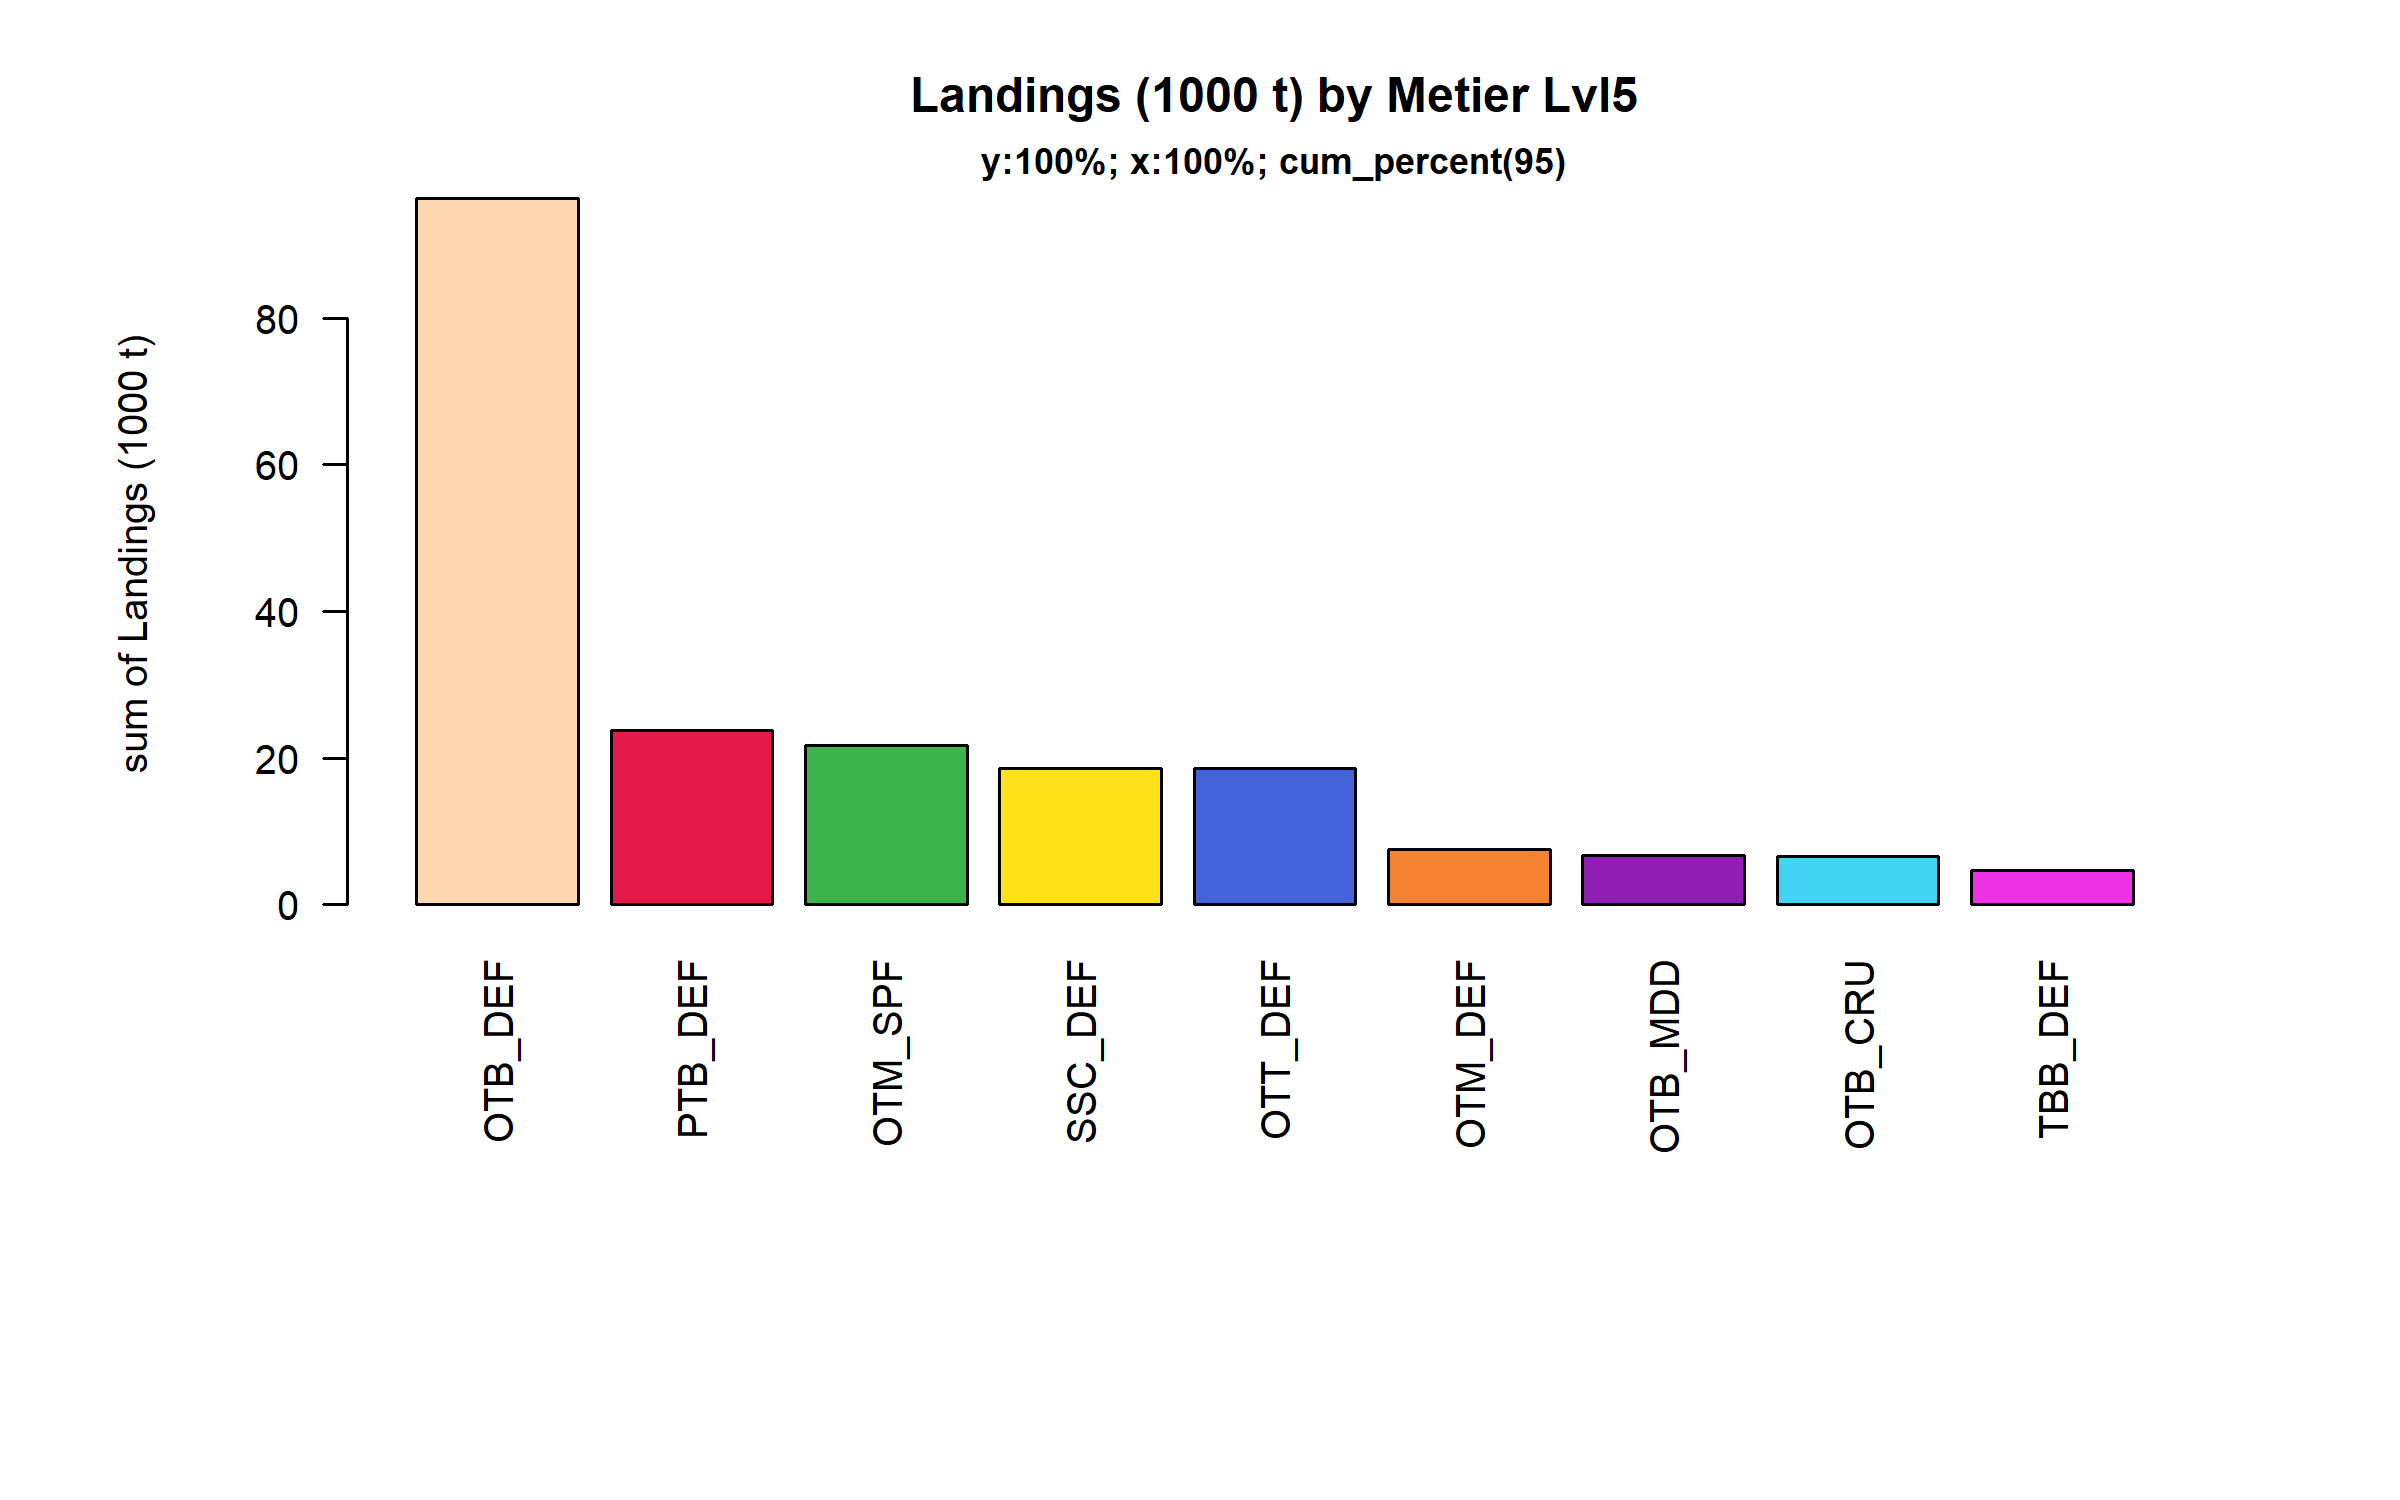 Landings (1000 t) by Metier Lvl5
y:100%; x:100%; cum_percent(95)
sum of Landings (1000 t)
80
60
40
20
0
OTB_DEF
PTB_DEF
OTM_SPF
SSC_DEF
OTT_DEF
OTM_DEF
OTB_MDD
OTB_CRU
TBB_DEF